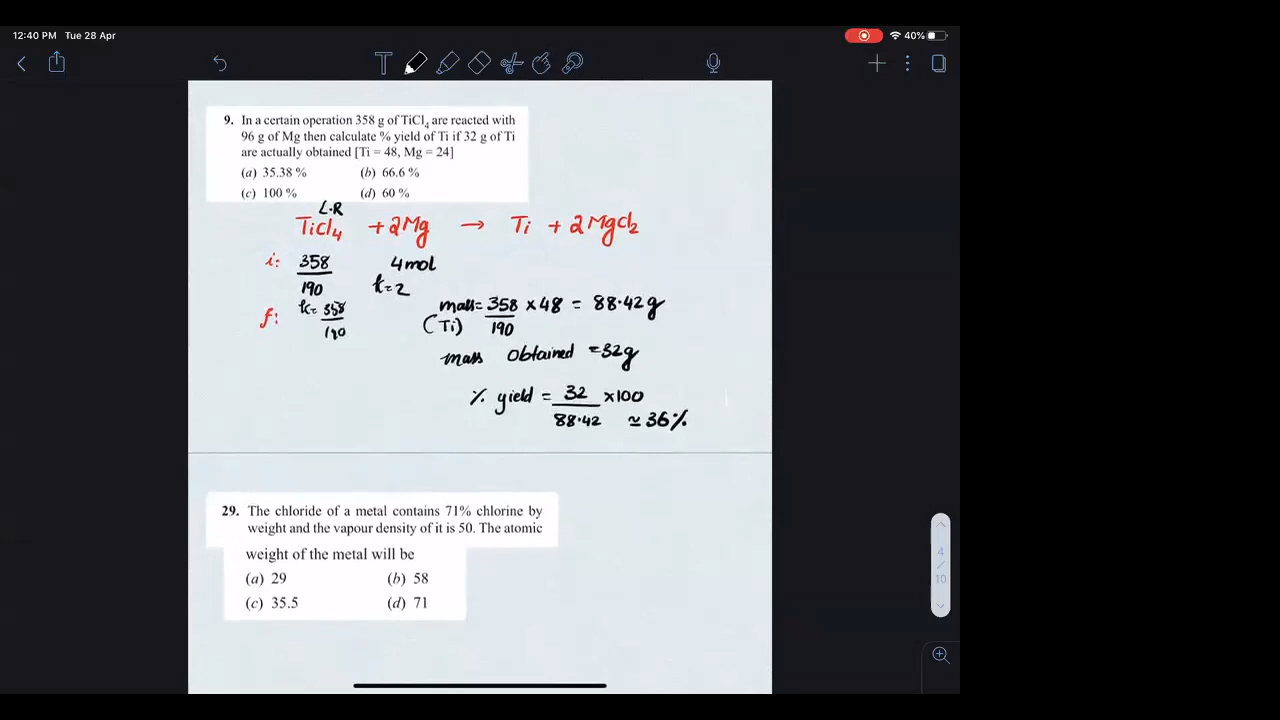 12:40 PM Tue 28 Apr
40%
T
9. In a certain operation 358 g of TiCl₄ are reacted with
96 g of Mg then calculate % yield of Ti if 32 g of Ti
are actually obtained [Ti = 48, Mg = 24]
(a) 35.38 % (b) 66.6 %
(c) 100 % (d) 60 %
L.R
TiCl₄ + 2Mg → Ti + 2MgCl₂
i: 358/190 4mol
k=2
f: k= 358/190
mass = 358/190 × 48 = 88.42g
(Ti)
mass obtained = 32g
% yield = 32/88.42 ×100
≃ 36%
29. The chloride of a metal contains 71% chlorine by
weight and the vapour density of it is 50. The atomic
weight of the metal will be
(a) 29 (b) 58
(c) 35.5 (d) 71
4
/
10